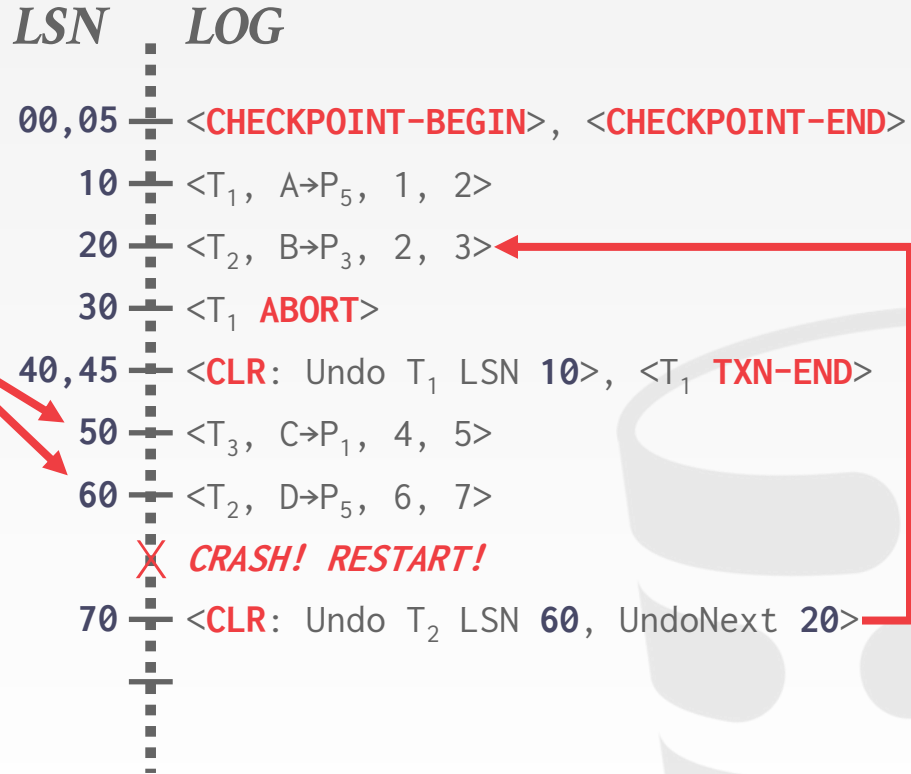 LSN LOG
00,05 <CHECKPOINT-BEGIN>, <CHECKPOINT-END>
10 <T₁, A→P₅, 1, 2>
20 <T₂, B→P₃, 2, 3>
30 <T₁ ABORT>
40,45 <CLR: Undo T₁ LSN 10>, <T₁ TXN-END>
50 <T₃, C→P₁, 4, 5>
60 <T₂, D→P₅, 6, 7>
X CRASH! RESTART!
70 <CLR: Undo T₂ LSN 60, UndoNext 20>